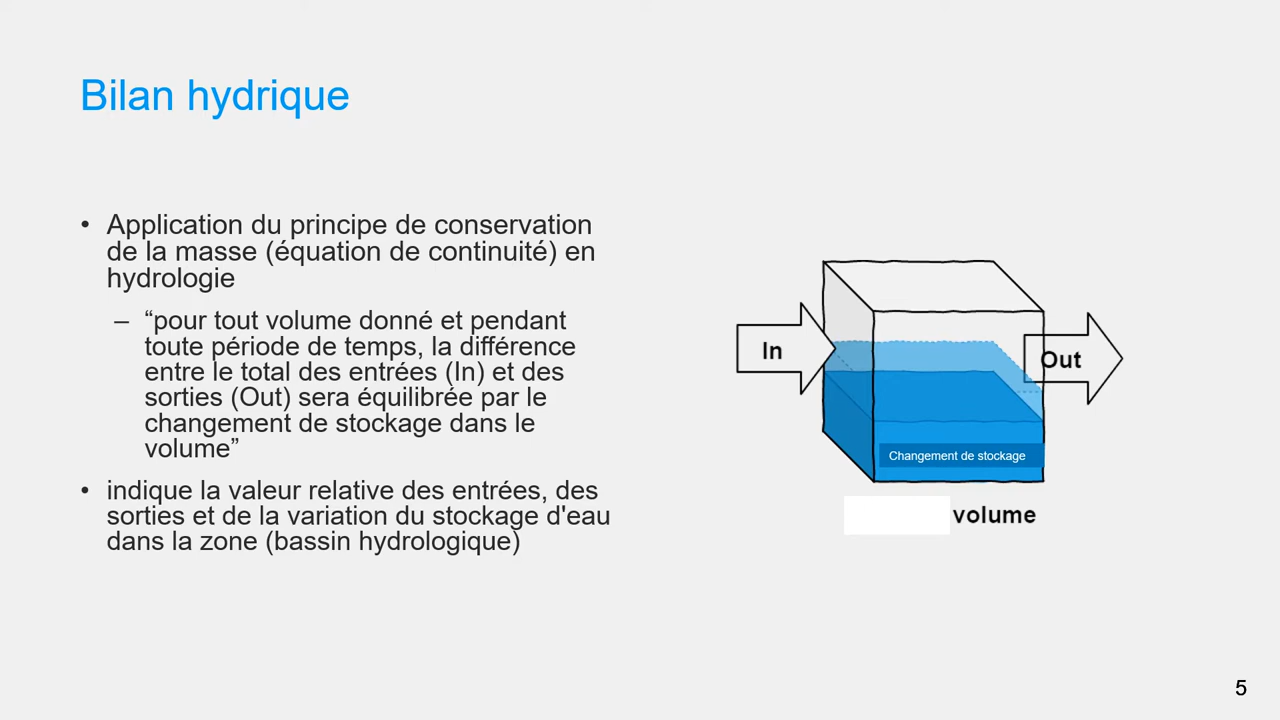 Bilan hydrique
• Application du principe de conservation
de la masse (équation de continuité) en
hydrologie
– “pour tout volume donné et pendant
toute période de temps, la différence
entre le total des entrées (In) et des
sorties (Out) sera équilibrée par le
changement de stockage dans le
volume”
• indique la valeur relative des entrées, des
sorties et de la variation du stockage d'eau
dans la zone (bassin hydrologique)
In
Out
Changement de stockage
volume
5